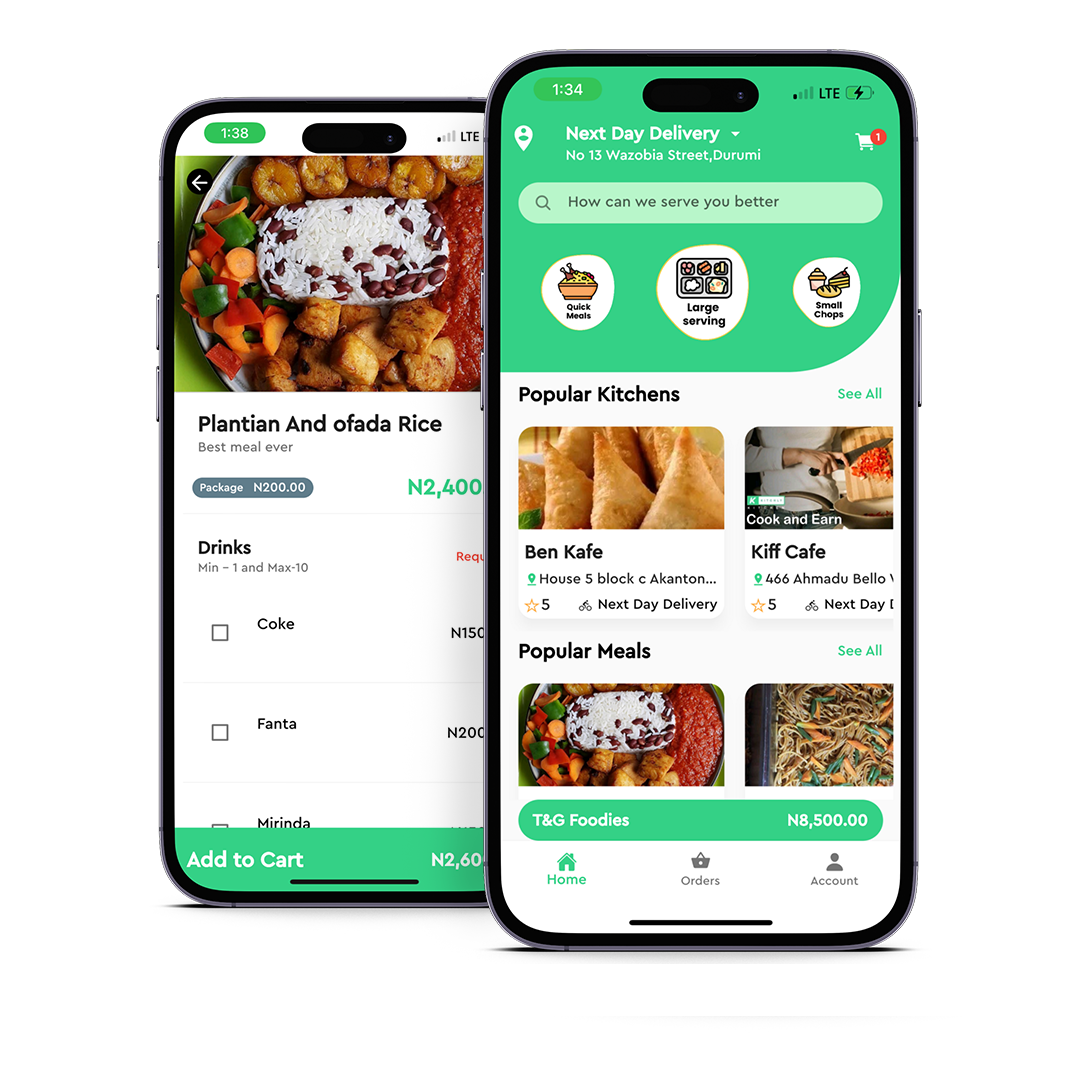 1:38
LTE
Plantian And ofada Rice
Best meal ever
Package N200.00
N2,400
Drinks
Min - 1 and Max-10
Coke
N150
Fanta
N200
Mirinda
Add to Cart
1:34
LTE
Next Day Delivery
No 13 Wazobia Street,Durumi
1
How can we serve you better
Quick
Meals
Large
serving
Small
Chops
Popular Kitchens
See All
Cook and Earn
Ben Kafe
Kiff Cafe
House 5 block c Akanton...
466 Ahmadu Bello
5
Next Day Delivery
5
Next Day
Popular Meals
See All
T&G Foodies
N8,500.00
Home
Orders
Account